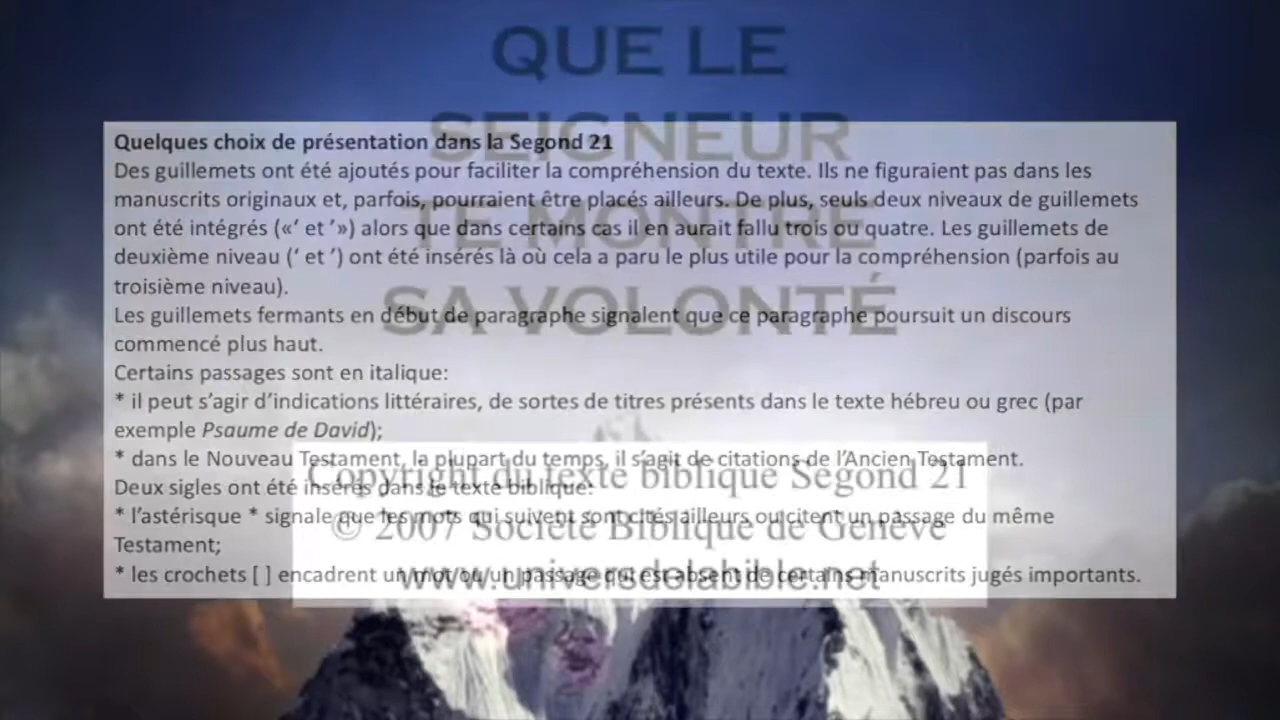 QUE LE
SEIGNEUR
TE MONTRE
SA VOLONTÉ
Quelques choix de présentation dans la Segond 21
Des guillemets ont été ajoutés pour faciliter la compréhension du texte. Ils ne figuraient pas dans les
manuscrits originaux et, parfois, pourraient être placés ailleurs. De plus, seuls deux niveaux de guillemets
ont été intégrés («‘ et ’») alors que dans certains cas il en aurait fallu trois ou quatre. Les guillemets de
deuxième niveau (‘ et ’) ont été insérés là où cela a paru le plus utile pour la compréhension (parfois au
troisième niveau).
Les guillemets fermants en début de paragraphe signalent que ce paragraphe poursuit un discours
commencé plus haut.
Certains passages sont en italique:
* il peut s’agir d’indications littéraires, de sortes de titres présents dans le texte hébreu ou grec (par
exemple Psaume de David);
* dans le Nouveau Testament, la plupart du temps, il s’agit de citations de l’Ancien Testament.
Deux sigles ont été insérés dans le texte biblique:
* l’astérisque * signale que les mots qui suivent sont cités ailleurs ou citent un passage du même
Testament;
* les crochets [ ] encadrent un mot ou un passage qui est absent de certains manuscrits jugés importants.
Copyright du texte biblique Segond 21
© 2007 Société Biblique de Genève
www.universdelabible.net